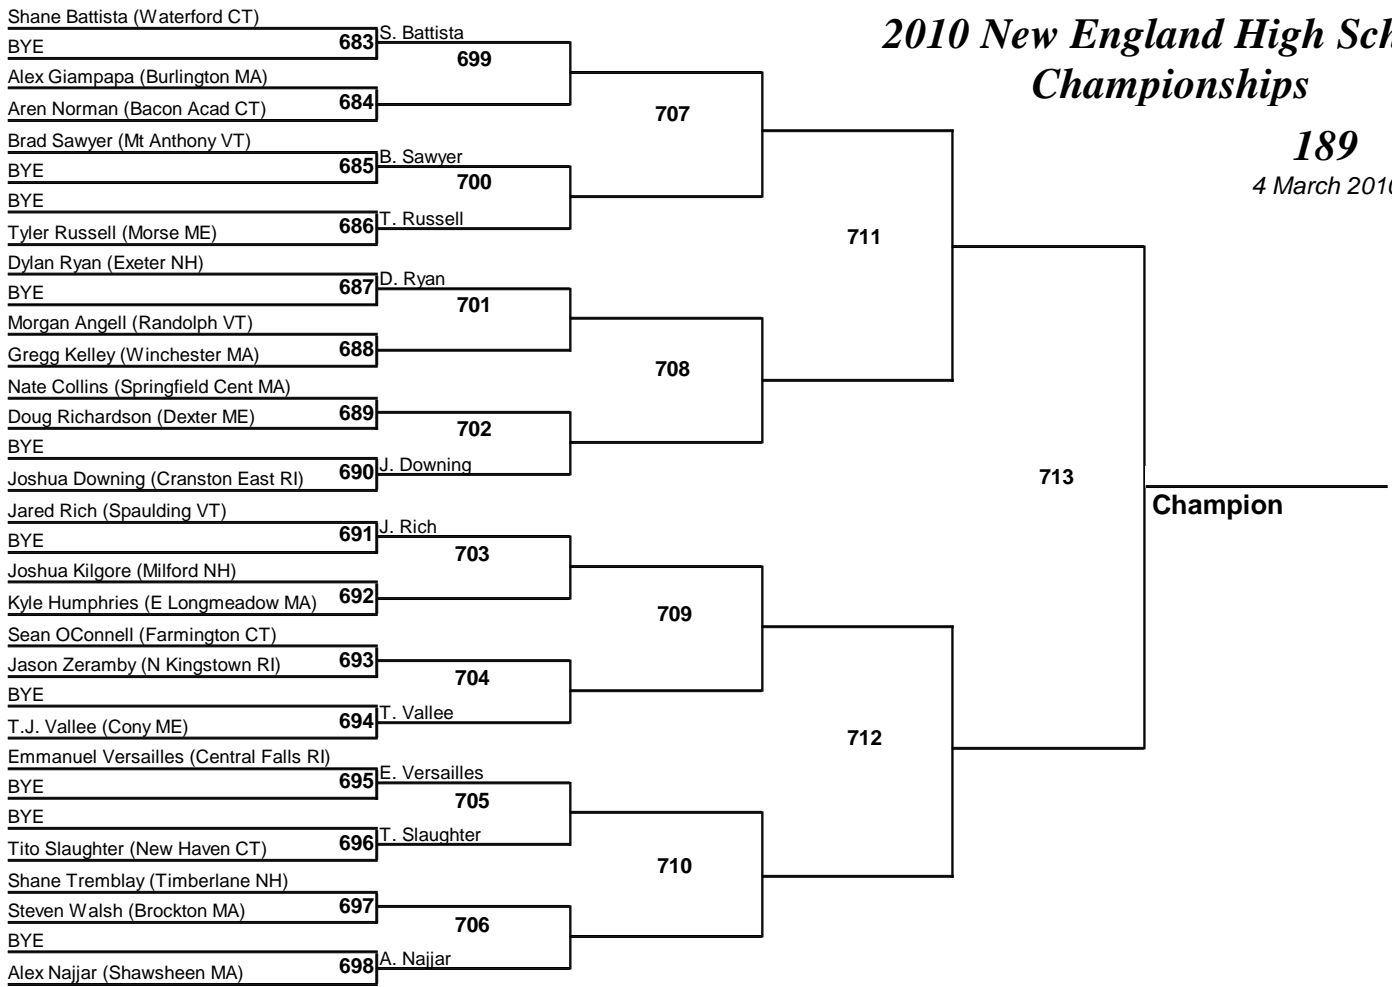 2010 New England High Sch
Championships
189
4 March 2010
Shane Battista (Waterford CT)
BYE
683
S. Battista
699
Alex Giampapa (Burlington MA)
Aren Norman (Bacon Acad CT)
684
707
Brad Sawyer (Mt Anthony VT)
BYE
685
B. Sawyer
700
BYE
Tyler Russell (Morse ME)
686
T. Russell
711
Dylan Ryan (Exeter NH)
BYE
687
D. Ryan
701
Morgan Angell (Randolph VT)
Gregg Kelley (Winchester MA)
688
708
Nate Collins (Springfield Cent MA)
Doug Richardson (Dexter ME)
689
702
BYE
Joshua Downing (Cranston East RI)
690
J. Downing
713
Champion
Jared Rich (Spaulding VT)
BYE
691
J. Rich
703
Joshua Kilgore (Milford NH)
Kyle Humphries (E Longmeadow MA)
692
709
Sean OConnell (Farmington CT)
Jason Zeramby (N Kingstown RI)
693
704
BYE
T.J. Vallee (Cony ME)
694
T. Vallee
712
Emmanuel Versailles (Central Falls RI)
BYE
695
E. Versailles
705
BYE
Tito Slaughter (New Haven CT)
696
T. Slaughter
710
Shane Tremblay (Timberlane NH)
Steven Walsh (Brockton MA)
697
706
BYE
Alex Najjar (Shawsheen MA)
698
A. Najjar